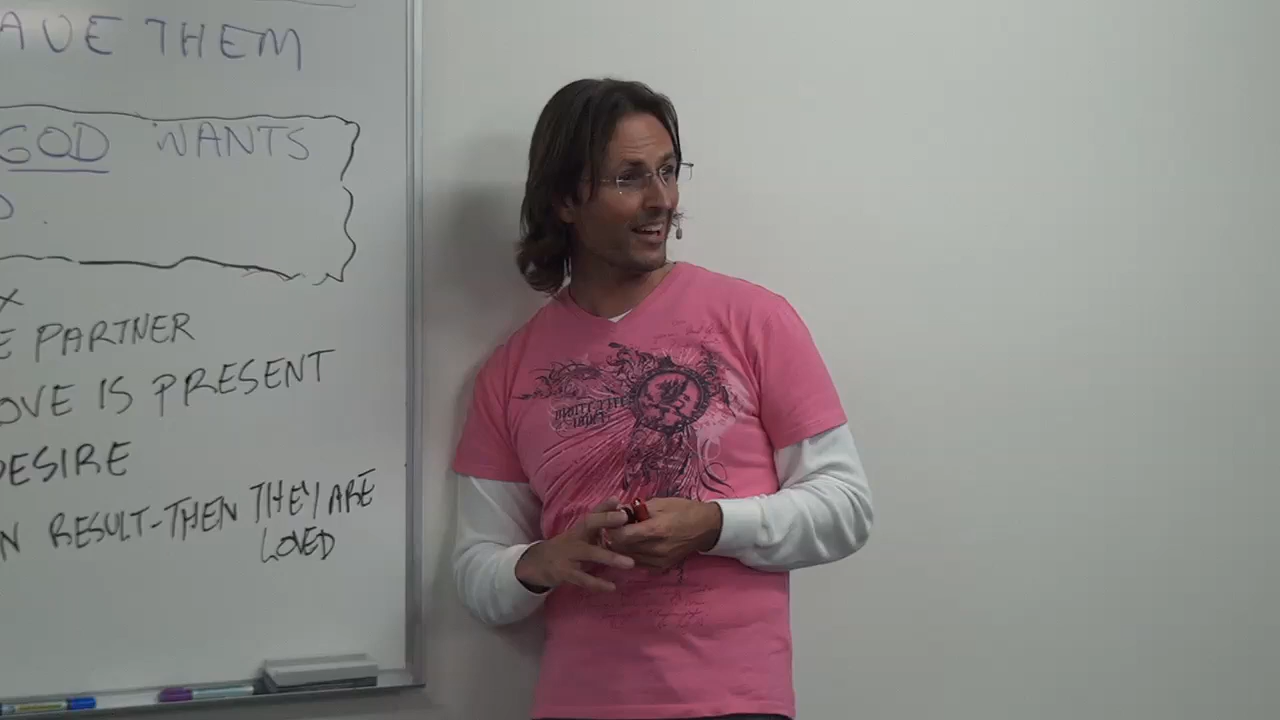 AVE THEM
GOD WANTS
D
X
E PARTNER
OVE IS PRESENT
DESIRE
N RESULT-THEN THEY ARE
LOVED